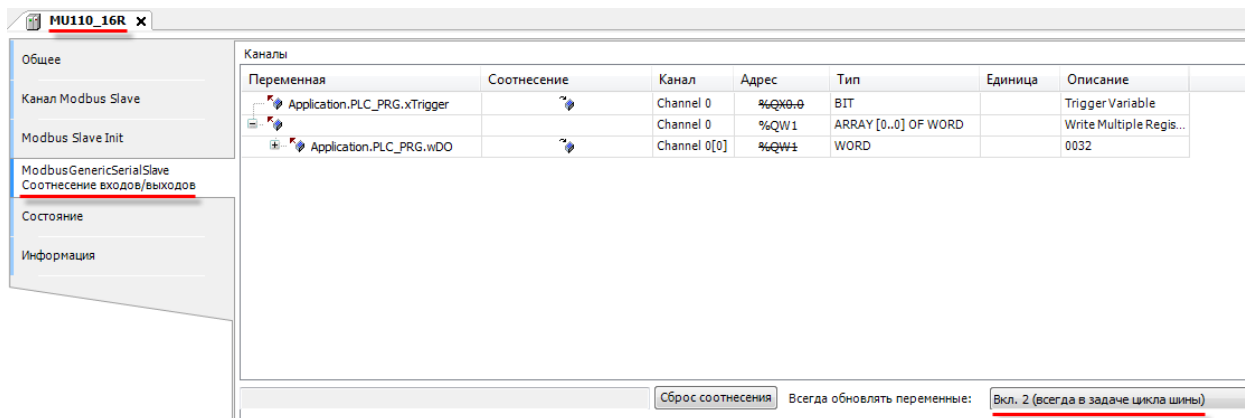 MU110_16R
Общее
Канал Modbus Slave
Modbus Slave Init
ModbusGenericSerialSlave
Соотнесение входов/выходов
Состояние
Информация
Каналы
Переменная Соотнесение Канал Адрес Тип Единица Описание
Application.PLC_PRG.xTrigger Channel 0 %QX0.0 BIT Trigger Variable
Channel 0 %QW1 ARRAY [0..0] OF WORD Write Multiple Regis...
Application.PLC_PRG.wDO Channel 0[0] %QW1 WORD 0032
Сброс соотнесения Всегда обновлять переменные: Вкл. 2 (всегда в задаче цикла шины)